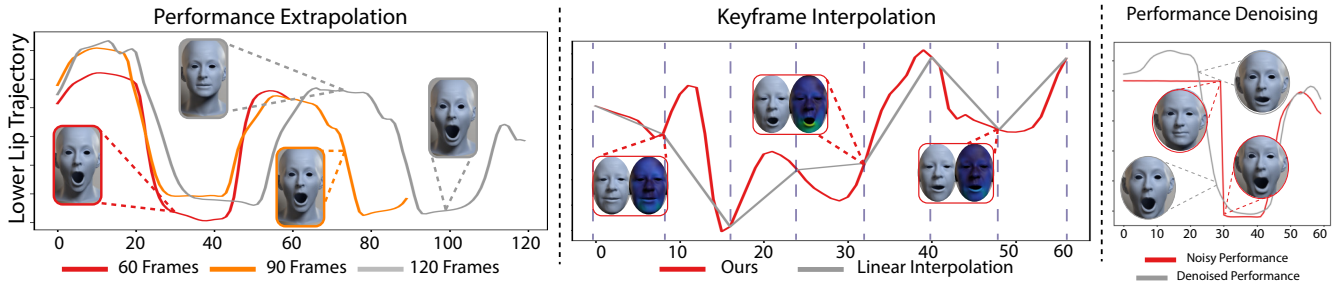 Performance Extrapolation
Lower Lip Trajectory
0 20 40 60 80 100 120
60 Frames 90 Frames 120 Frames
Keyframe Interpolation
0 10 20 30 40 50 60
Ours Linear Interpolation
Performance Denoising
0 10 20 30 40 50 60
Noisy Performance
Denoised Performance